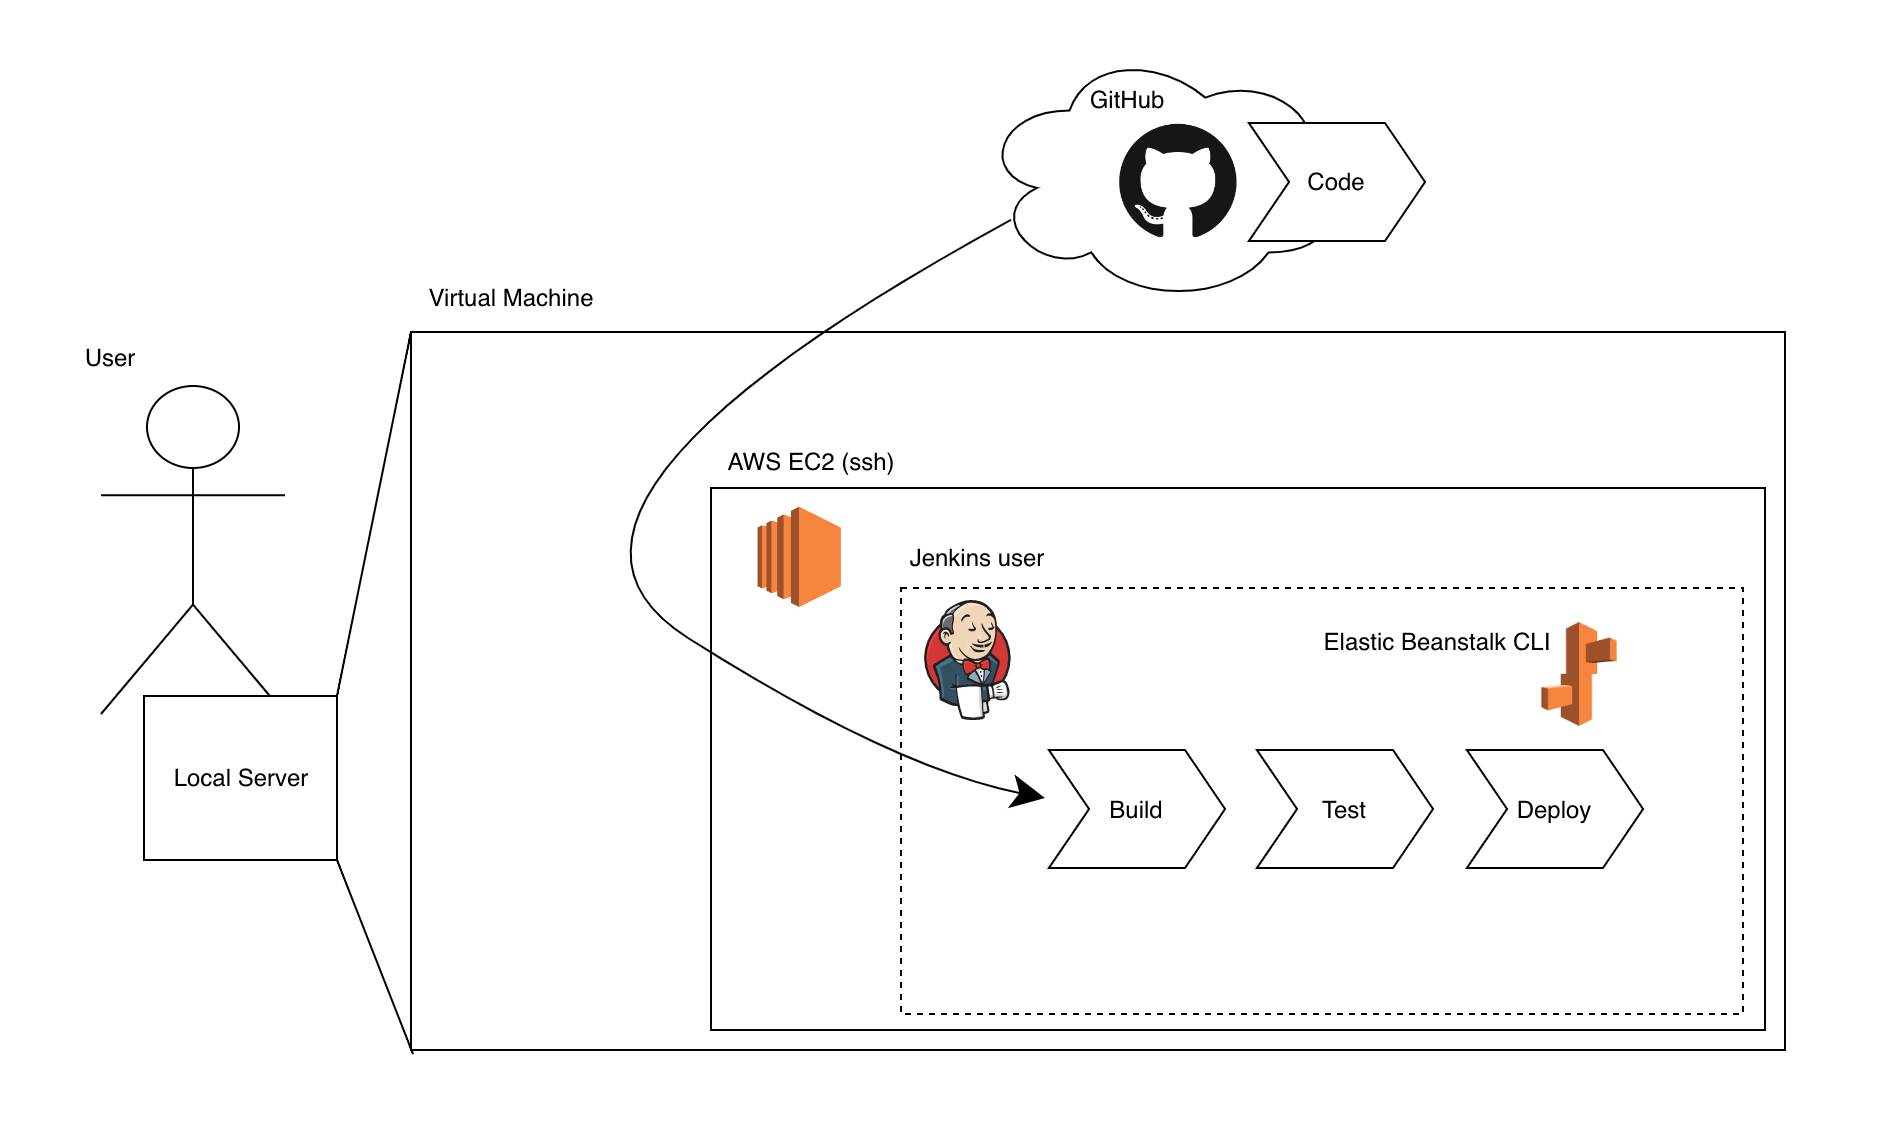 GitHub
Code
Virtual Machine
User
AWS EC2 (ssh)
Jenkins user
Elastic Beanstalk CLI
Local Server
Build
Test
Deploy